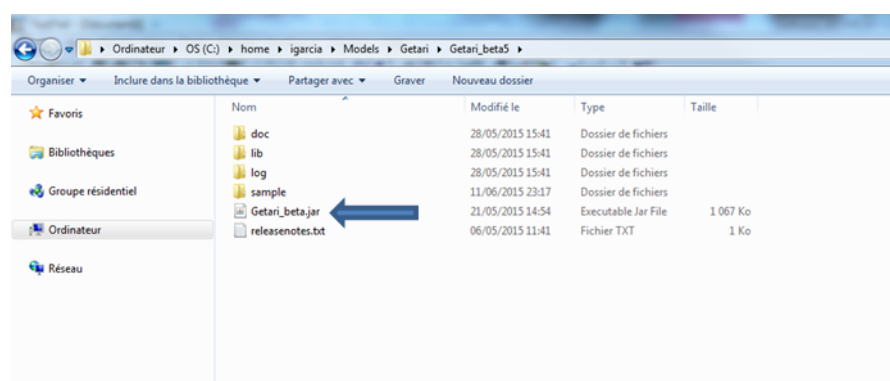 Ordinateur ▸ OS (C:) ▸ home ▸ igarcia ▸ Models ▸ Getari ▸ Getari_beta5 ▸
Organiser Inclure dans la bibliothèque Partager avec Graver Nouveau dossier
Favoris
Bibliothèques
Groupe résidentiel
Ordinateur
Réseau
Nom Modifié le Type Taille
doc 28/05/2015 15:41 Dossier de fichiers
lib 28/05/2015 15:41 Dossier de fichiers
log 28/05/2015 15:41 Dossier de fichiers
sample 11/06/2015 23:17 Dossier de fichiers
Getari_beta.jar 21/05/2015 14:54 Executable Jar File 1 067 Ko
releasenotes.txt 06/05/2015 11:41 Fichier TXT 1 Ko